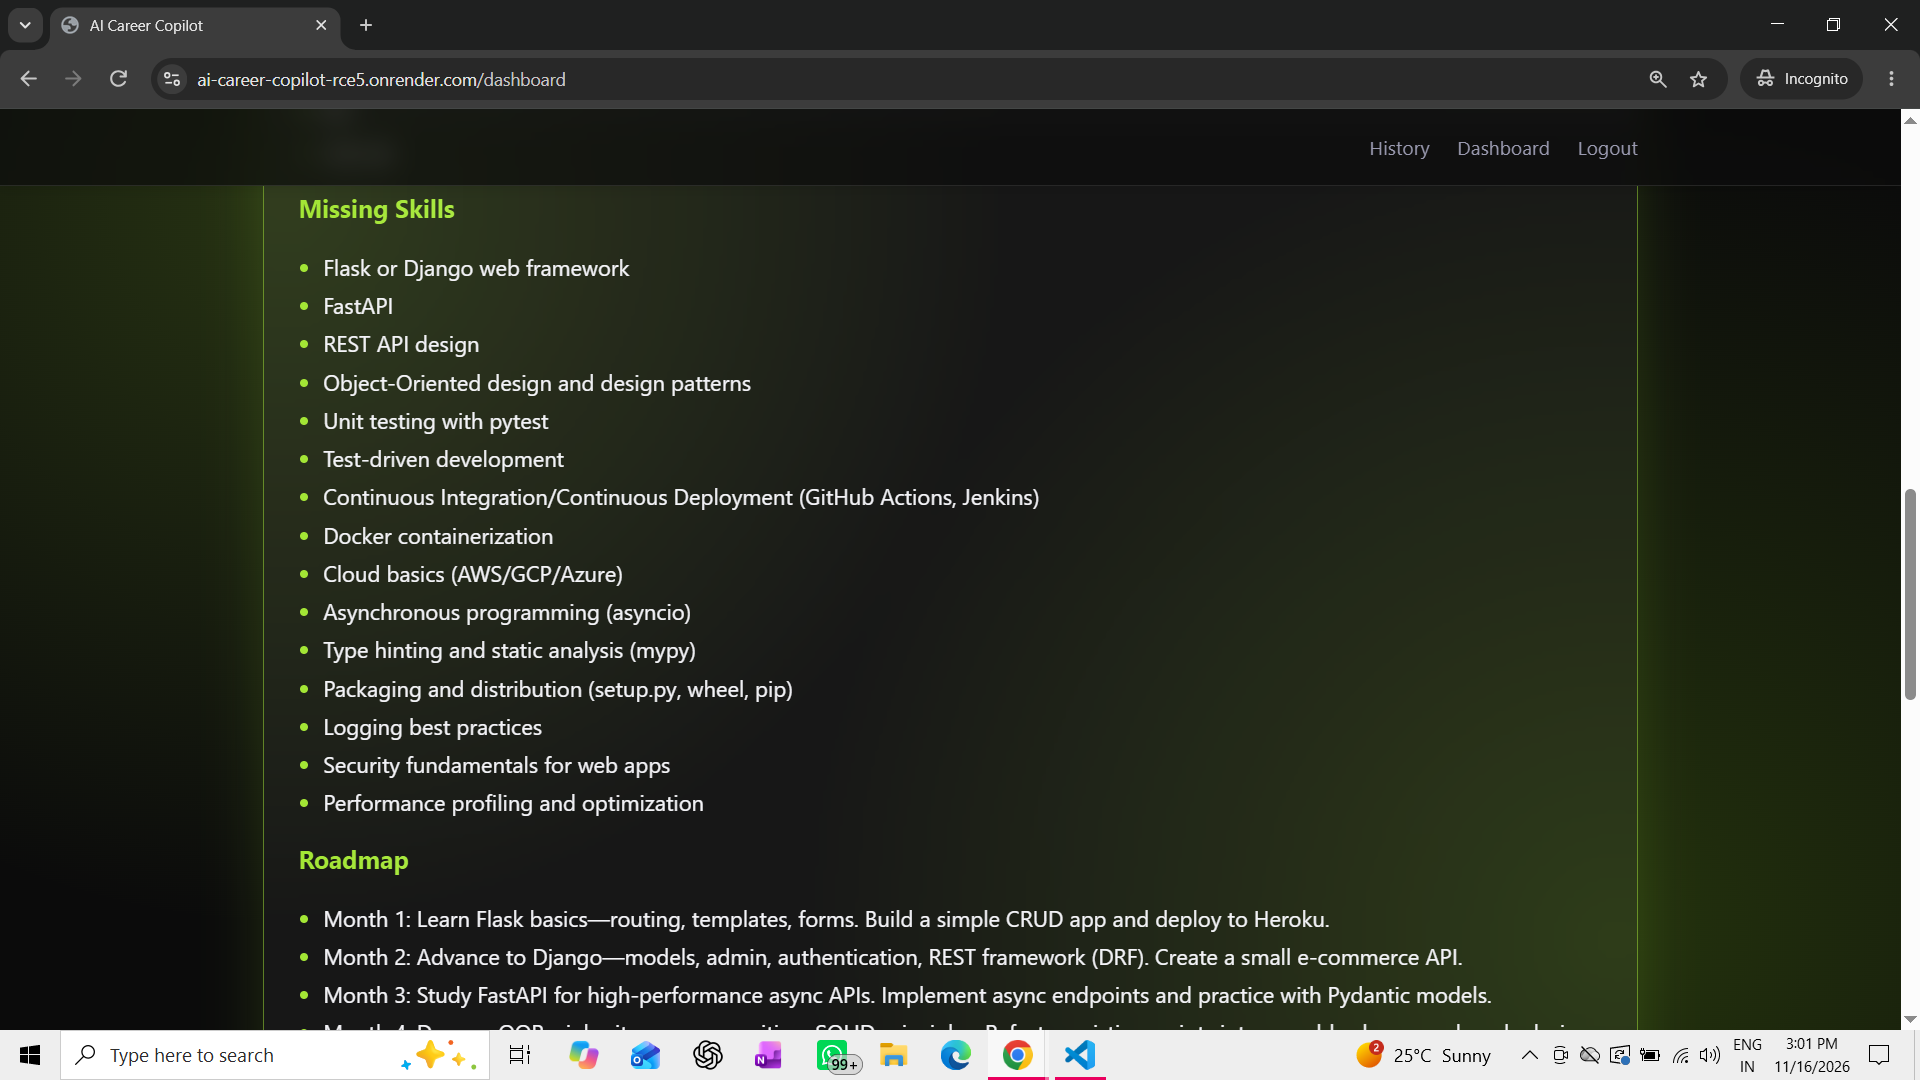 AI Career Copilot
ai-career-copilot-rce5.onrender.com/dashboard
Incognito
History Dashboard Logout
Missing Skills
Flask or Django web framework
FastAPI
REST API design
Object-Oriented design and design patterns
Unit testing with pytest
Test-driven development
Continuous Integration/Continuous Deployment (GitHub Actions, Jenkins)
Docker containerization
Cloud basics (AWS/GCP/Azure)
Asynchronous programming (asyncio)
Type hinting and static analysis (mypy)
Packaging and distribution (setup.py, wheel, pip)
Logging best practices
Security fundamentals for web apps
Performance profiling and optimization
Roadmap
Month 1: Learn Flask basics—routing, templates, forms. Build a simple CRUD app and deploy to Heroku.
Month 2: Advance to Django—models, admin, authentication, REST framework (DRF). Create a small e-commerce API.
Month 3: Study FastAPI for high-performance async APIs. Implement async endpoints and practice with Pydantic models.
Type here to search
99+
2
25°C Sunny
ENG
IN
3:01 PM
11/16/2026